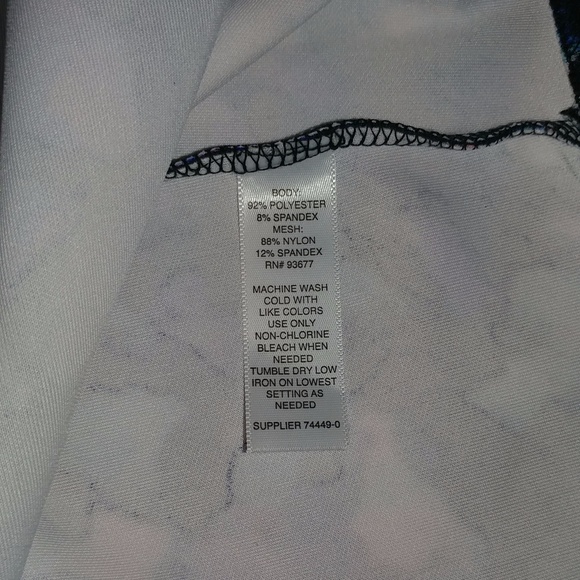 BODY:
92% POLYESTER
8% SPANDEX
MESH:
88% NYLON
12% SPANDEX
RN# 93677
MACHINE WASH
COLD WITH
LIKE COLORS
USE ONLY
NON-CHLORINE
BLEACH WHEN
NEEDED
TUMBLE DRY LOW
IRON ON LOWEST
SETTING AS
NEEDED
SUPPLIER 74449-0